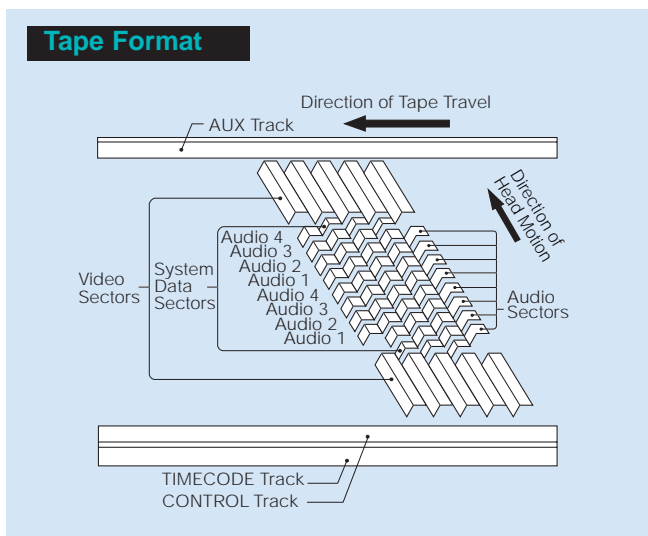 Tape Format
Direction of Tape Travel
AUX Track
Direction of
Head Motion
Audio 4
Audio 3
Audio 2
Audio 1
Audio 4
Audio 3
Audio 2
Audio 1
Video
Sectors
System
Data
Sectors
Audio
Sectors
TIMECODE Track
CONTROL Track